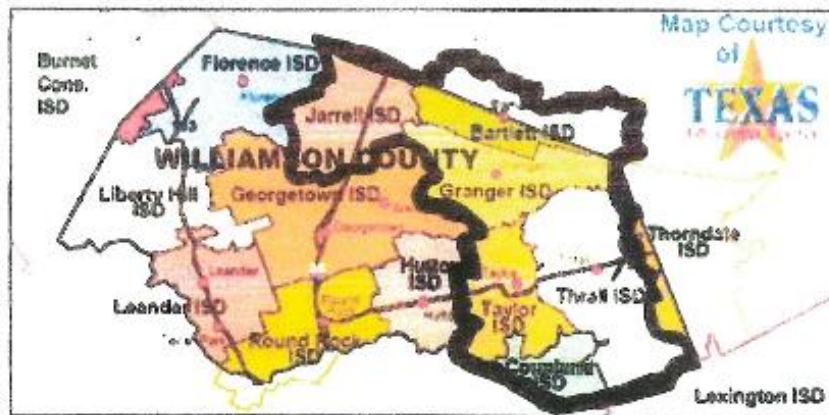 Map Courtesy
of
TEXAS
Burnet
Cons.
ISD
Florence ISD
Jarrell ISD
Bartlett ISD
WILLIAMSON COUNTY
Liberty Hill
ISD
Georgetown ISD
Granger ISD
Thorndale
ISD
Leander
Hutto
ISD
Leander ISD
Thrall ISD
Taylor
ISD
Round Rock
ISD
Coupland
ISD
Lexington ISD